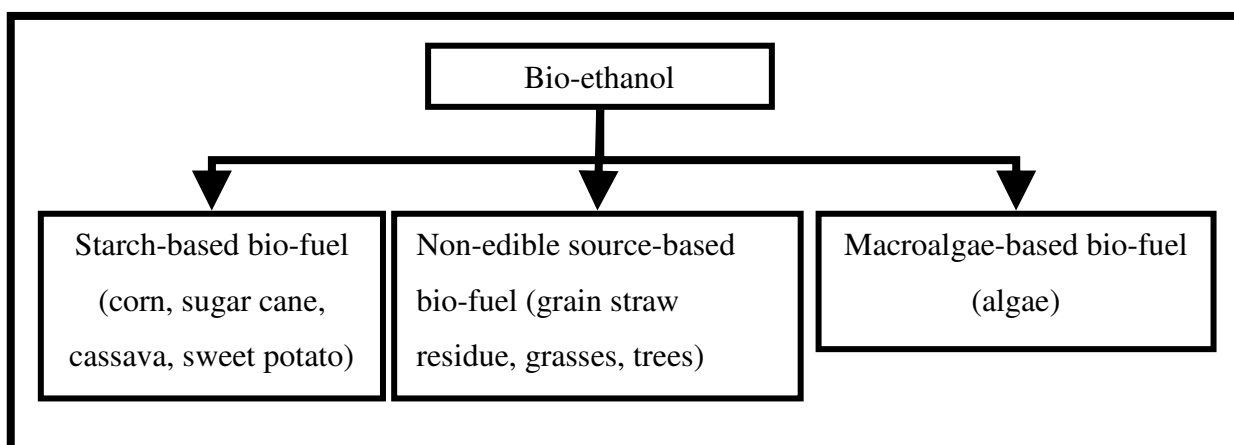 Bio-ethanol
Starch-based bio-fuel
(corn, sugar cane,
cassava, sweet potato)
Non-edible source-based
bio-fuel (grain straw
residue, grasses, trees)
Macroalgae-based bio-fuel
(algae)